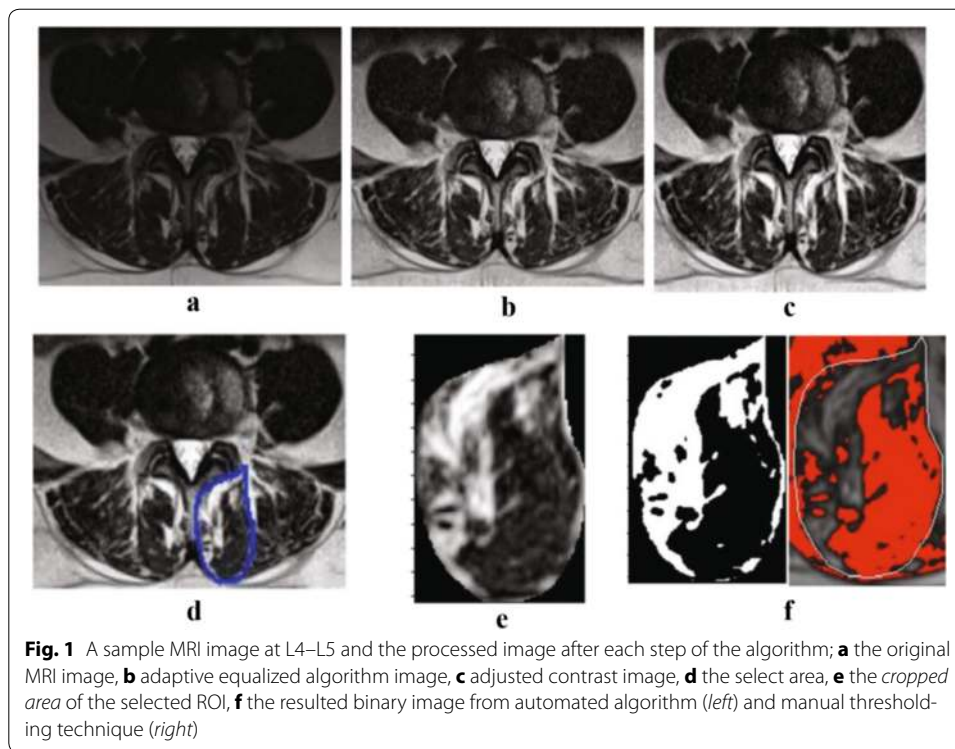 a
b
c
d
e
f
Fig. 1 A sample MRI image at L4–L5 and the processed image after each step of the algorithm; a the original
MRI image, b adaptive equalized algorithm image, c adjusted contrast image, d the select area, e the cropped
area of the selected ROI, f the resulted binary image from automated algorithm (left) and manual threshold-
ing technique (right)